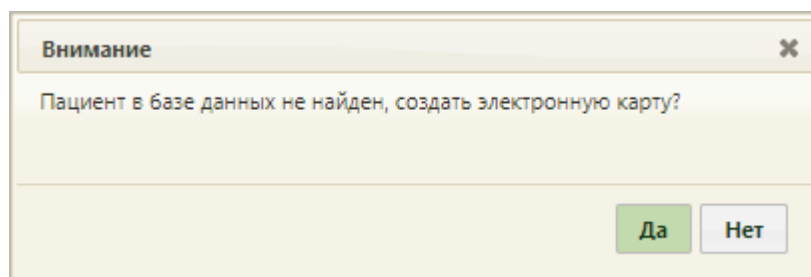 Внимание
Пациент в базе данных не найден, создать электронную карту?
Да Нет